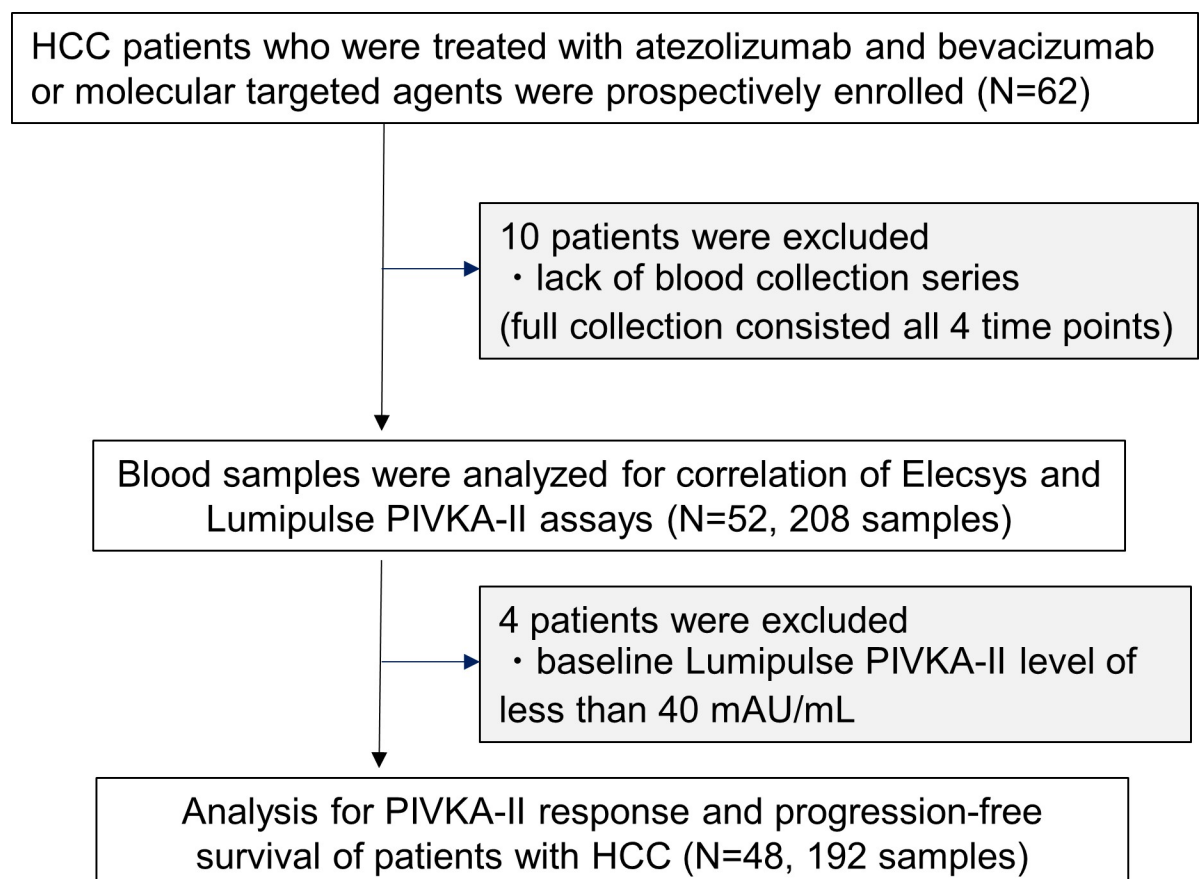 HCC patients who were treated with atezolizumab and bevacizumab
or molecular targeted agents were prospectively enrolled (N=62)
10 patients were excluded
・lack of blood collection series
(full collection consisted all 4 time points)
Blood samples were analyzed for correlation of Elecsys and
Lumipulse PIVKA-II assays (N=52, 208 samples)
4 patients were excluded
・baseline Lumipulse PIVKA-II level of
less than 40 mAU/mL
Analysis for PIVKA-II response and progression-free
survival of patients with HCC (N=48, 192 samples)